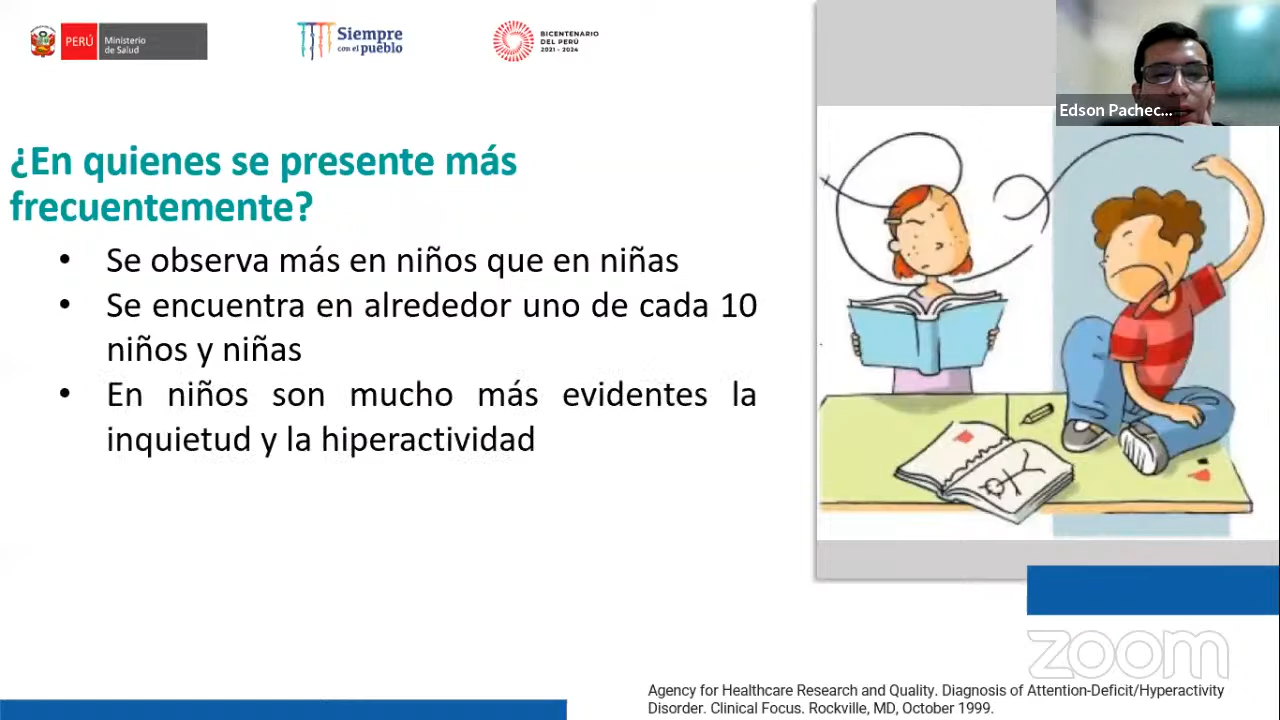 PERÚ
Ministerio
de Salud
Siempre
con el pueblo
BICENTENARIO
DEL PERÚ
2021 - 2024
Edson Pachec...
¿En quienes se presente más
frecuentemente?
• Se observa más en niños que en niñas
• Se encuentra en alrededor uno de cada 10
niños y niñas
• En niños son mucho más evidentes la
inquietud y la hiperactividad
zoom
Agency for Healthcare Research and Quality. Diagnosis of Attention-Deficit/Hyperactivity
Disorder. Clinical Focus. Rockville, MD, October 1999.